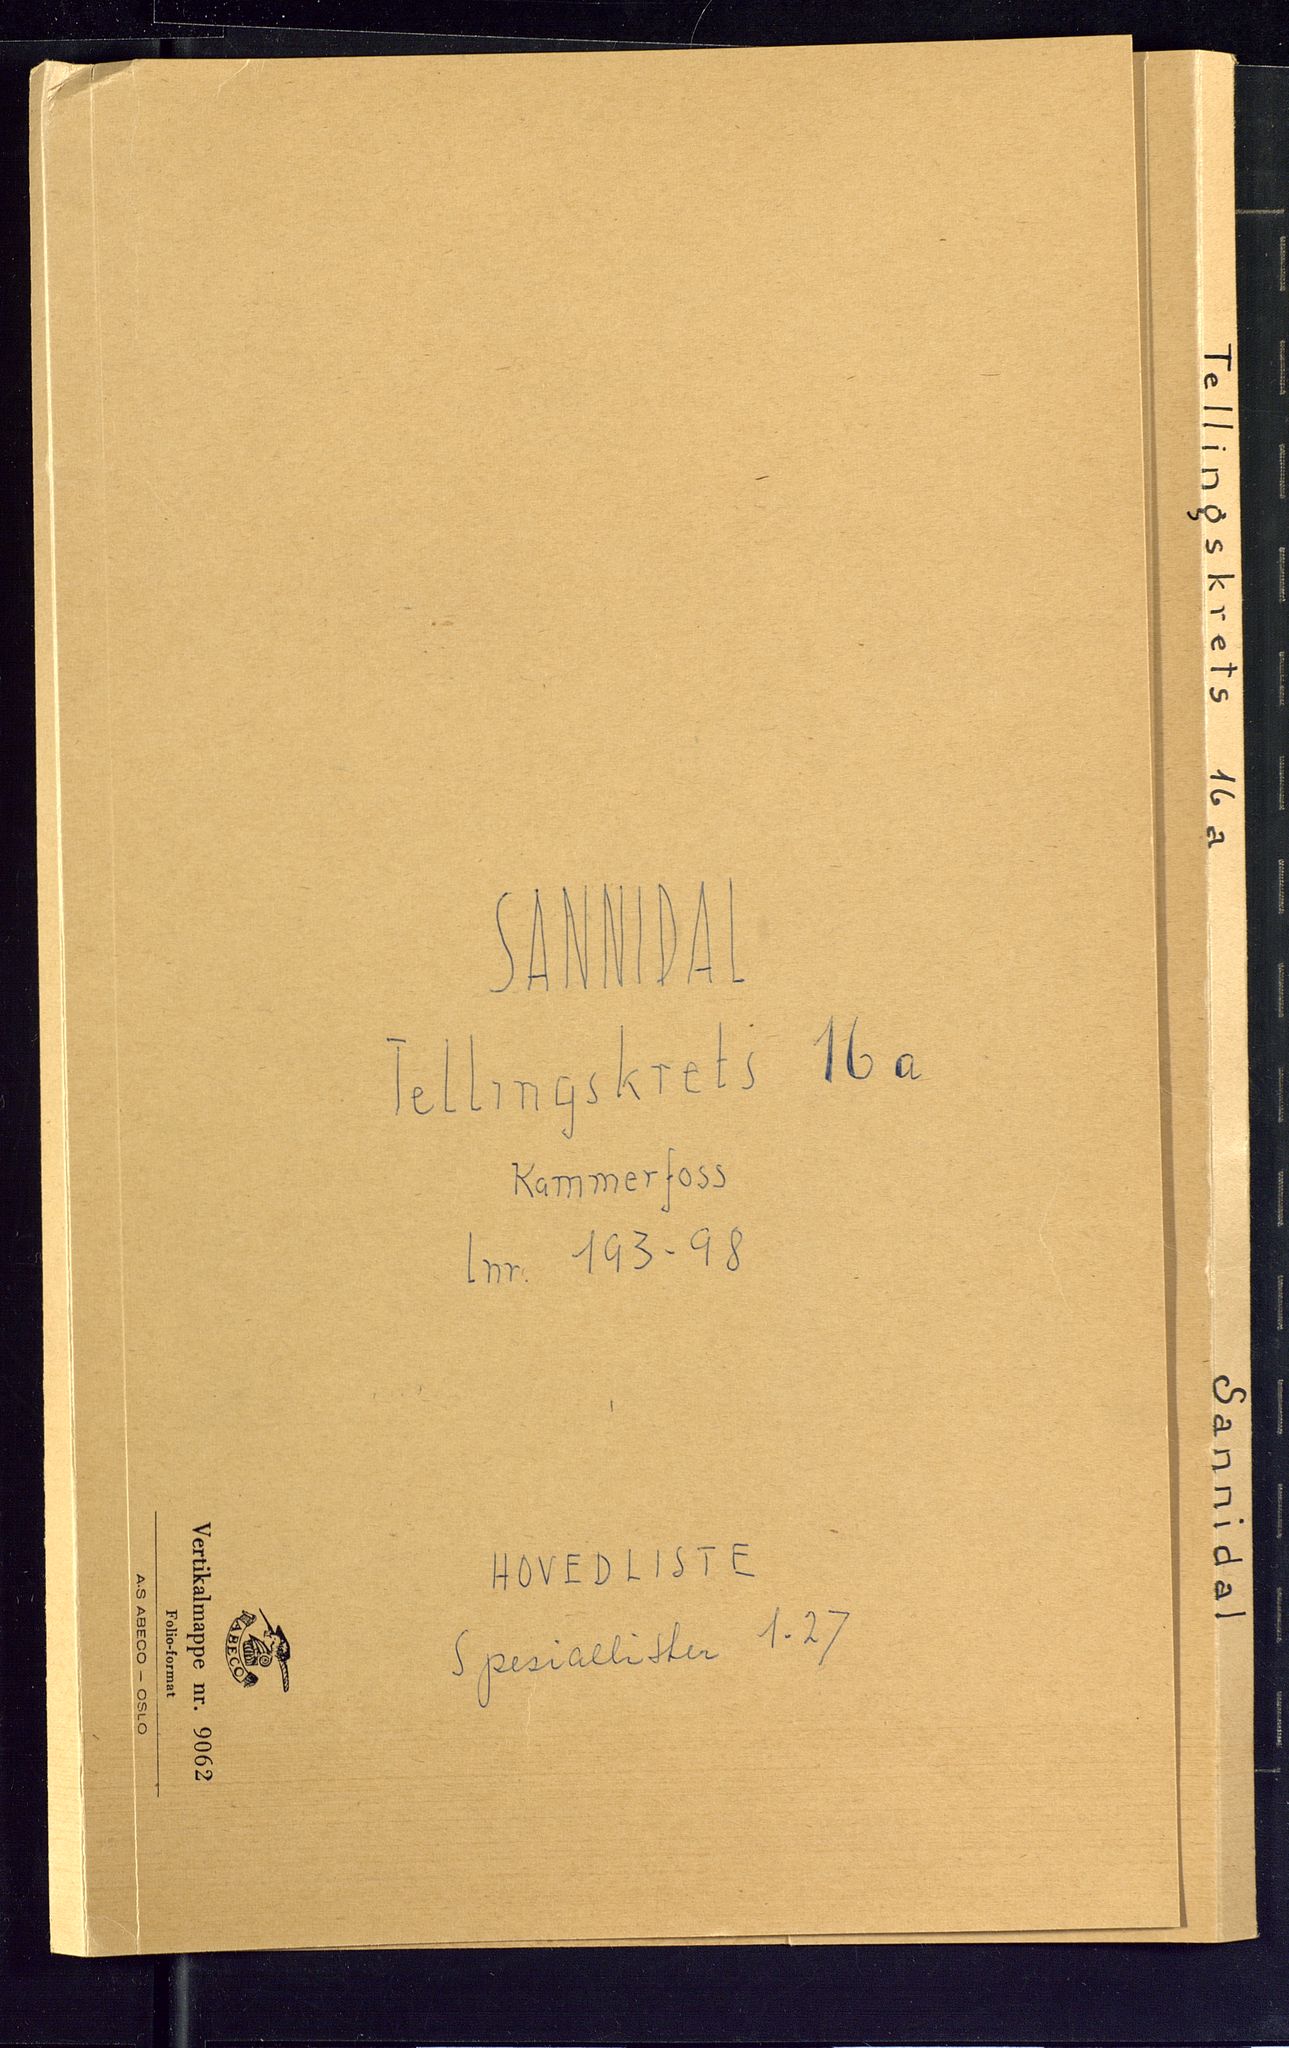 SANNIDAL
Tellingskrets 16 a
Kammerfoss
lnr. 193-98
HOVEDLISTE
Spesiallister 1-27
Tellingskrets 16 a Sannidal
ABECO
Vertikalmappe nr. 9062
Folio-format
A-S ABECO – OSLO